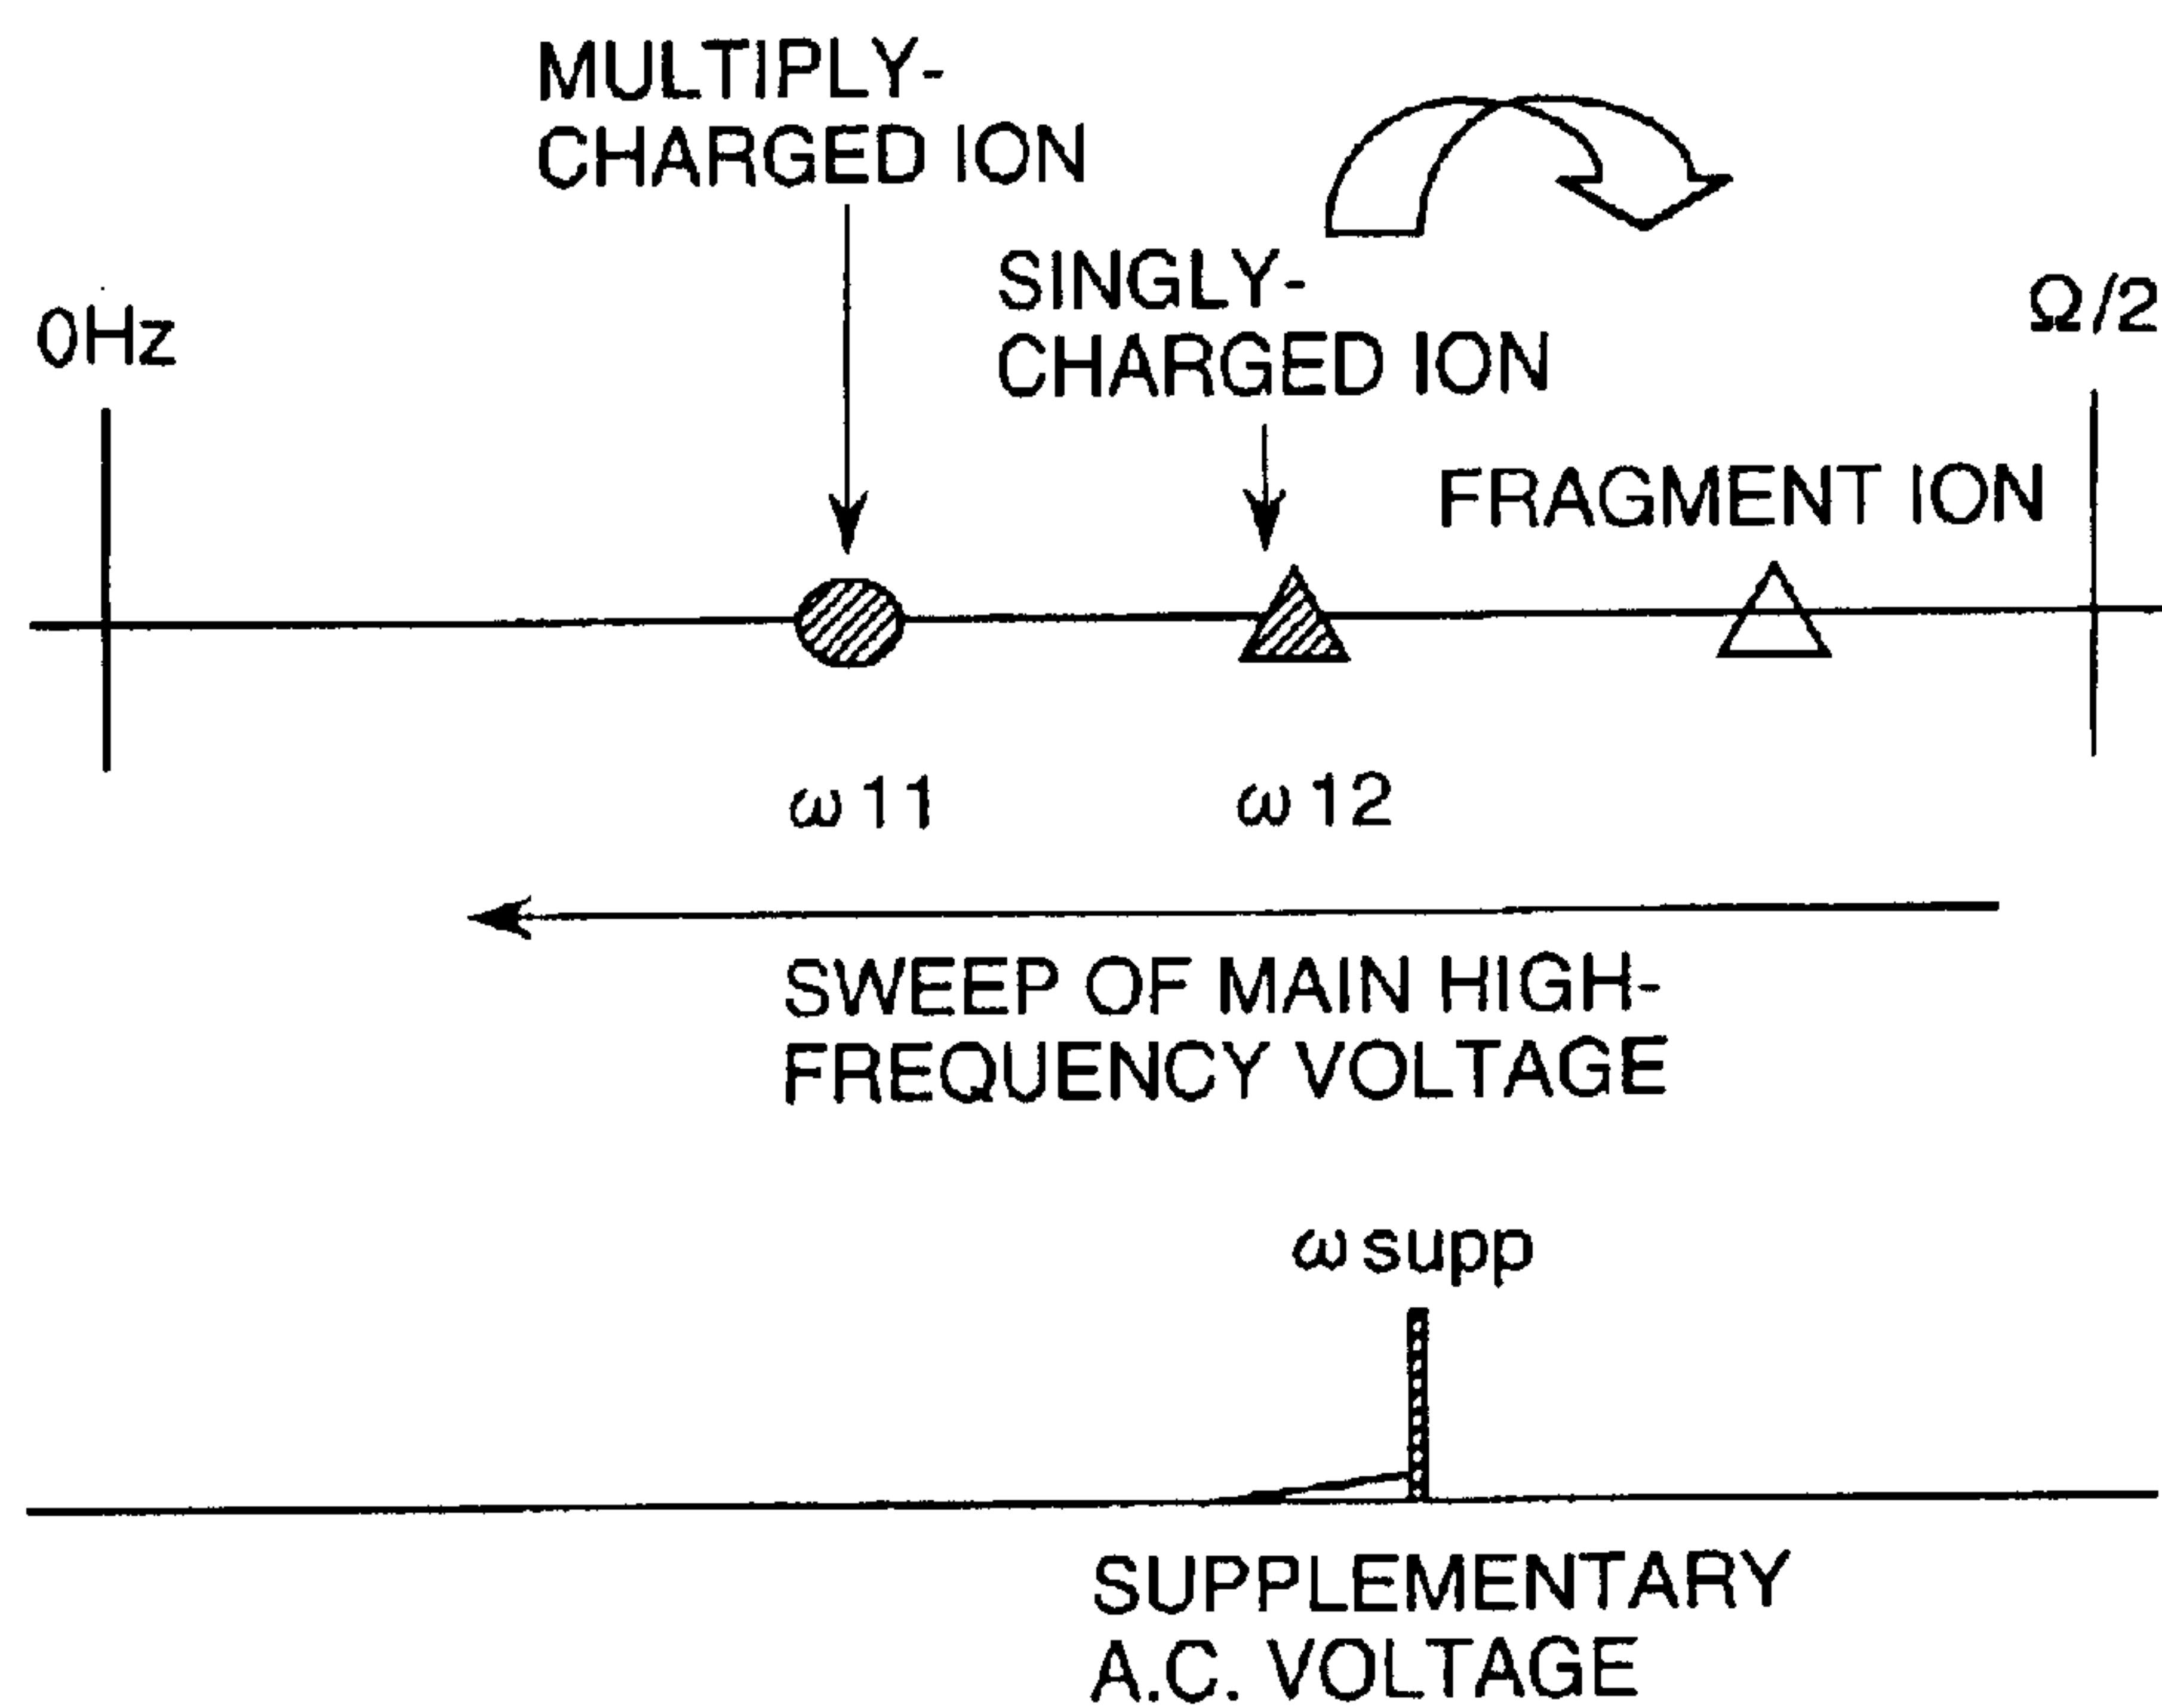 MULTIPLY-
CHARGED ION
SINGLY-
CHARGED ION
0Hz
Ω/2
FRAGMENT ION
ω11
ω12
SWEEP OF MAIN HIGH-
FREQUENCY VOLTAGE
ωsupp
SUPPLEMENTARY
A.C. VOLTAGE